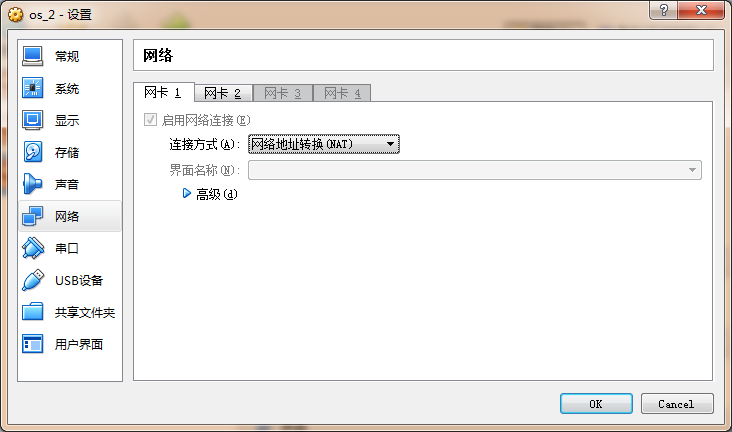 os_2 - 设置
常规
系统
显示
存储
声音
网络
串口
USB设备
共享文件夹
用户界面
网络
网卡 1 网卡 2 网卡 3 网卡 4
启用网络连接(E)
连接方式(A): 网络地址转换(NAT)
界面名称(N):
高级(d)
OK Cancel